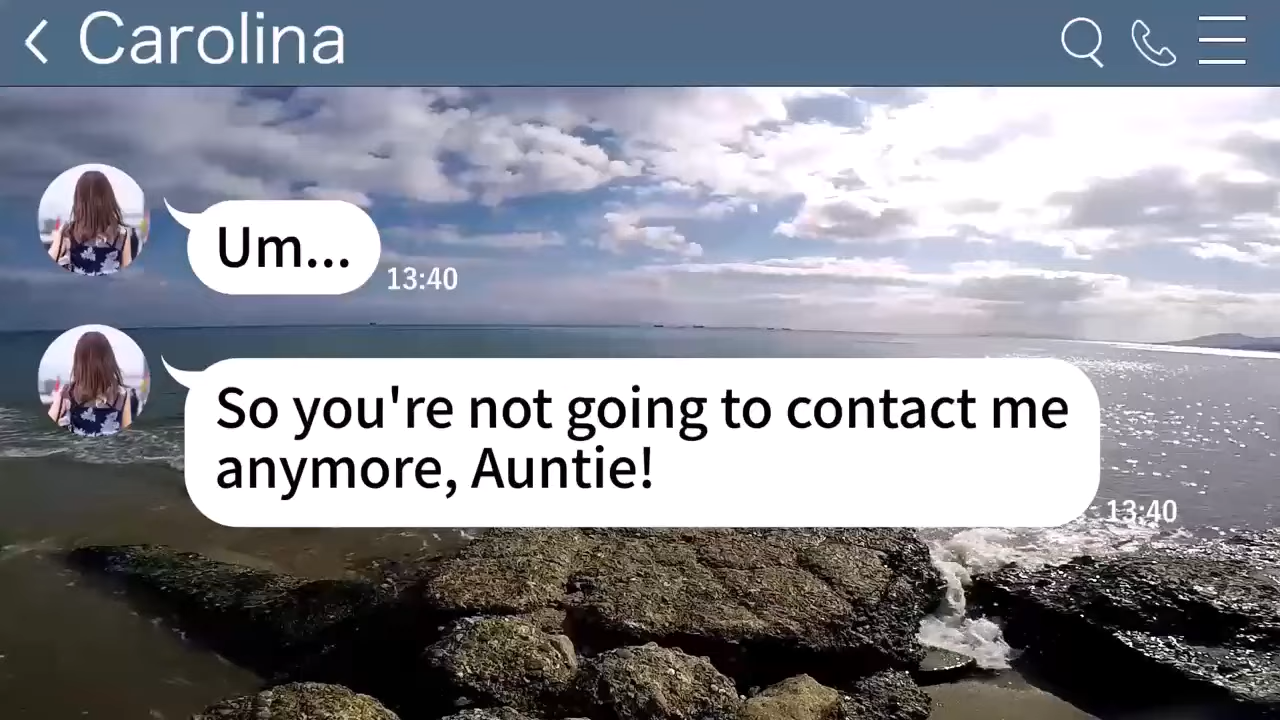 Carolina
Um...
13:40
So you're not going to contact me
anymore, Auntie!
13:40